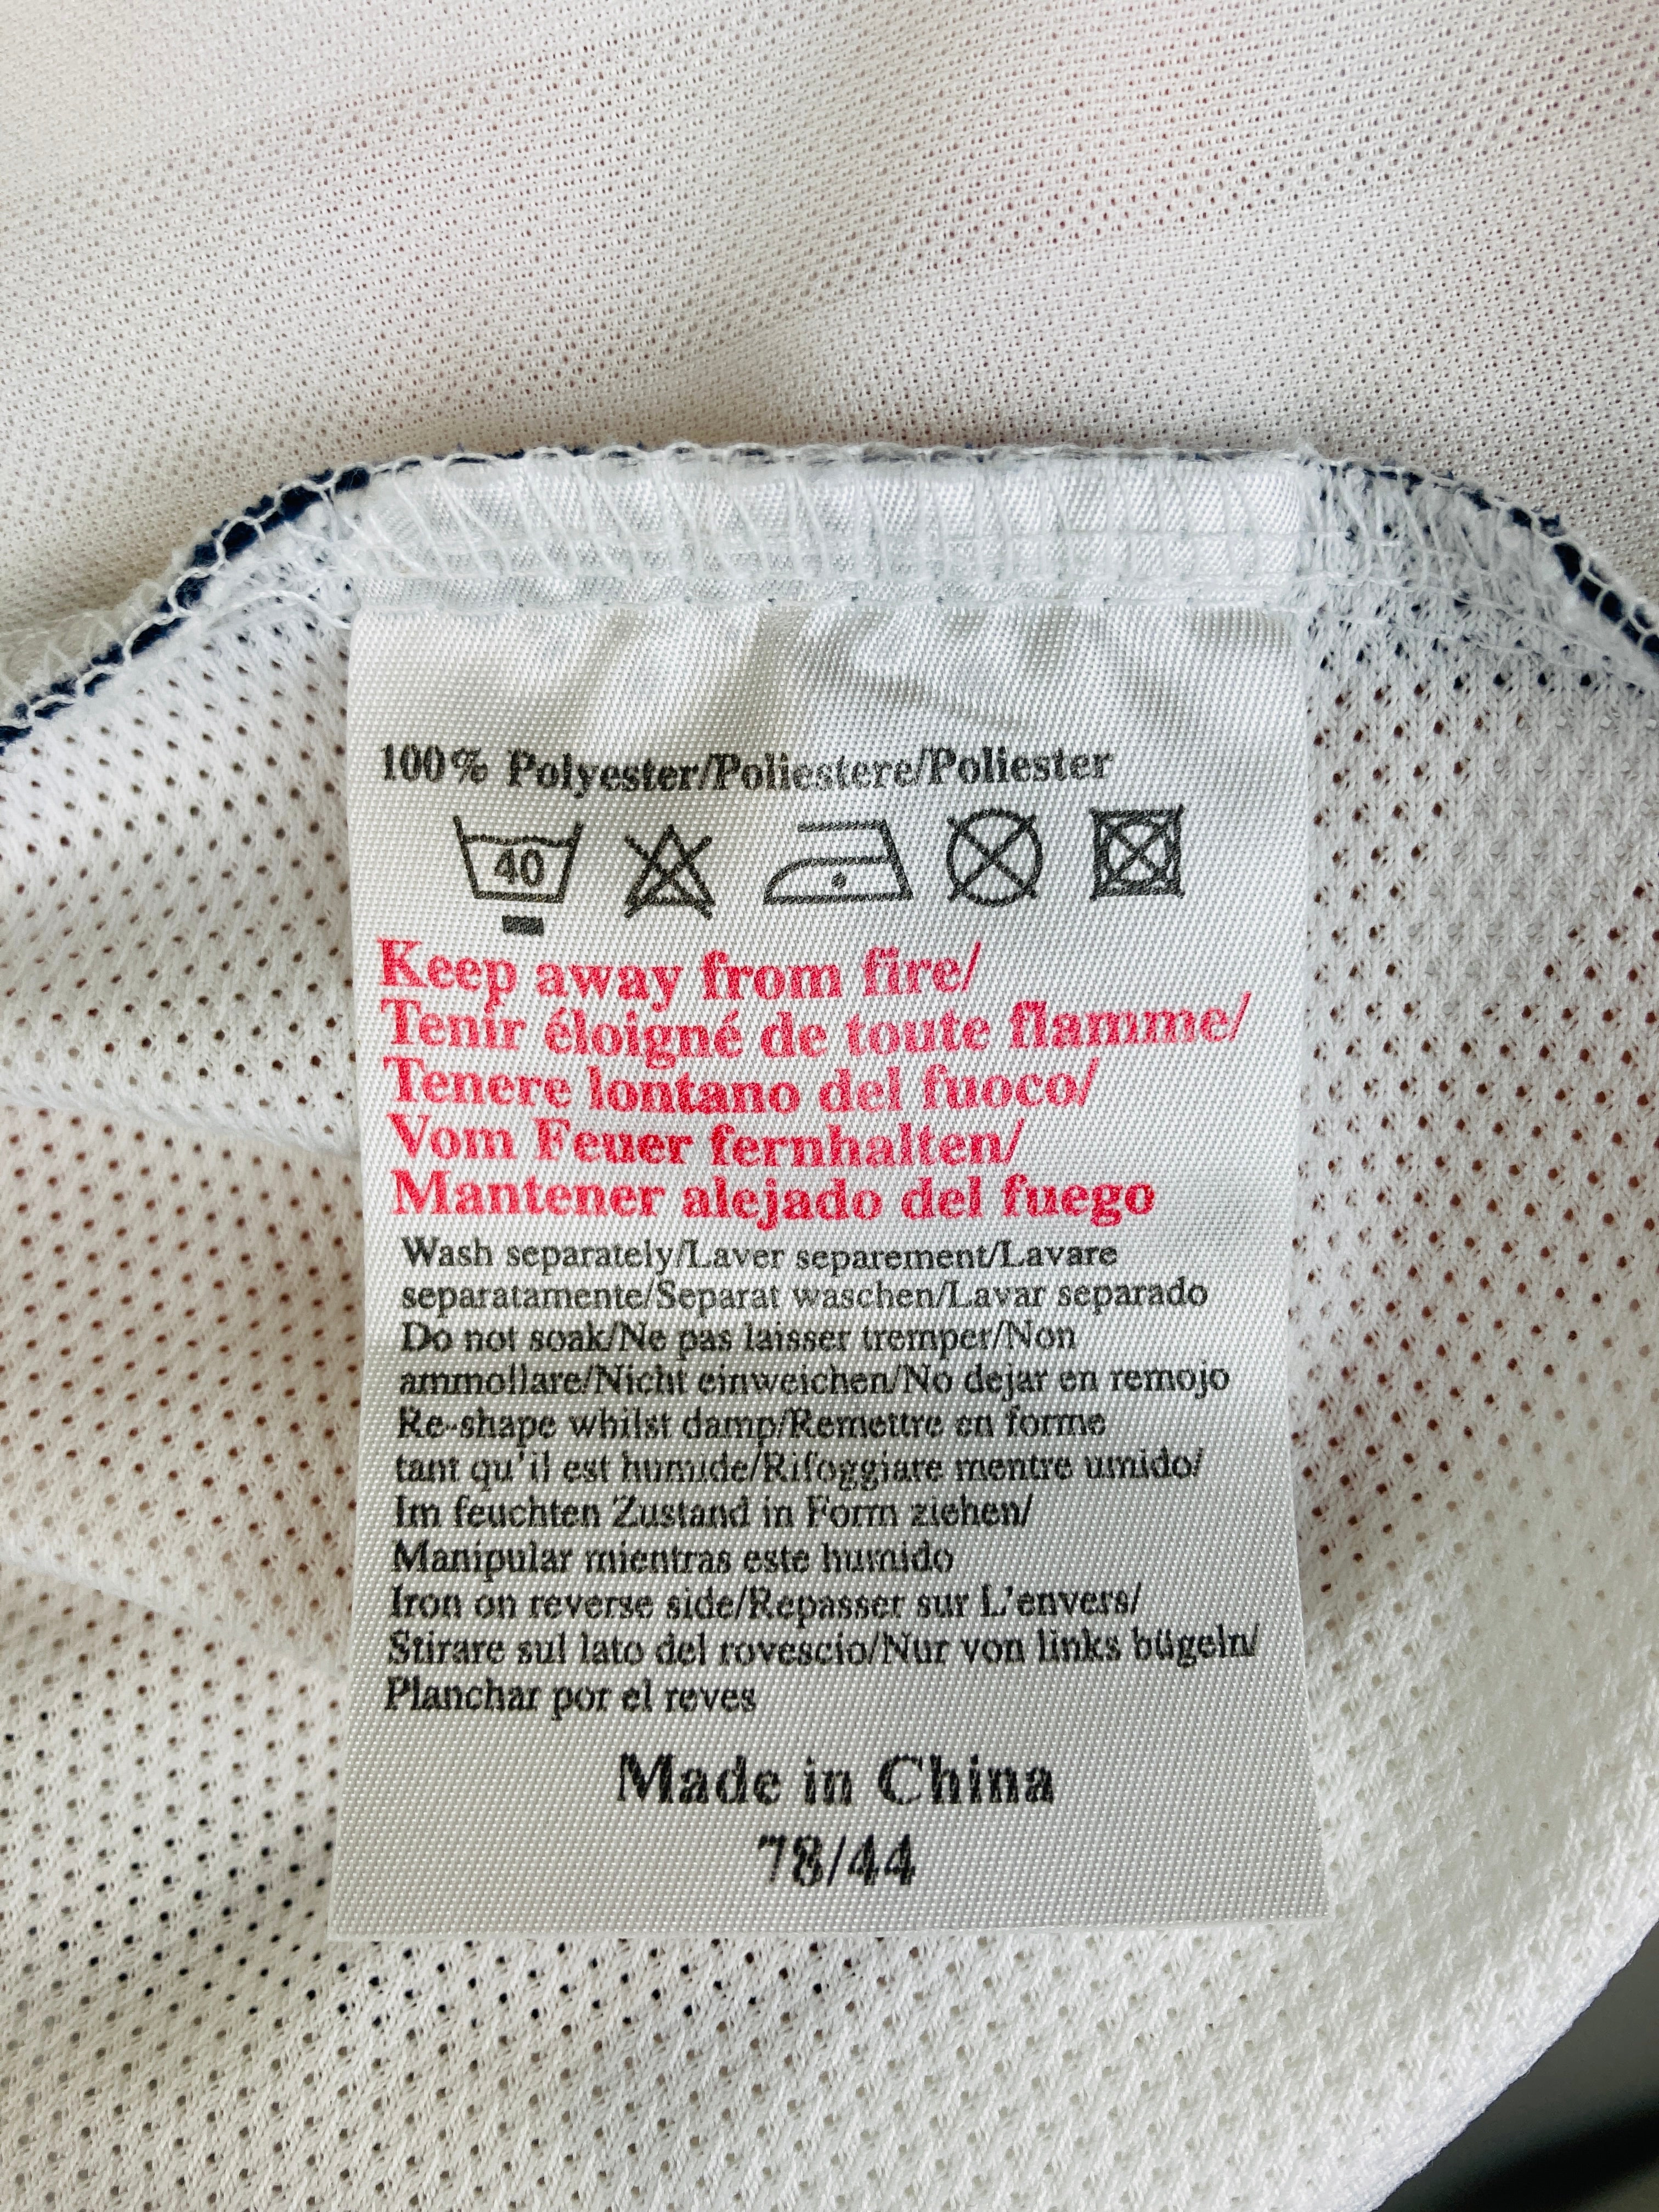 100% Polyester/Poliestere/Poliester
40
Keep away from fire/
Tenir éloigné de toute flamme/
Tenere lontano del fuoco/
Vom Feuer fernhalten/
Mantener alejado del fuego
Wash separately/Laver separement/Lavare
separatamente/Separat waschen/Lavar separado
Do not soak/Ne pas laisser tremper/Non
ammollare/Nicht einweichen/No dejar en remojo
Re-shape whilst damp/Remettre en forme
tant qu'il est humide/Rifoggiare mentre umido/
Im feuchten Zustand in Form ziehen/
Manipular mientras este humido
Iron on reverse side/Repasser sur L'envers/
Stirare sul lato del rovescio/Nur von links bügeln/
Planchar por el reves
Made in China
78/44